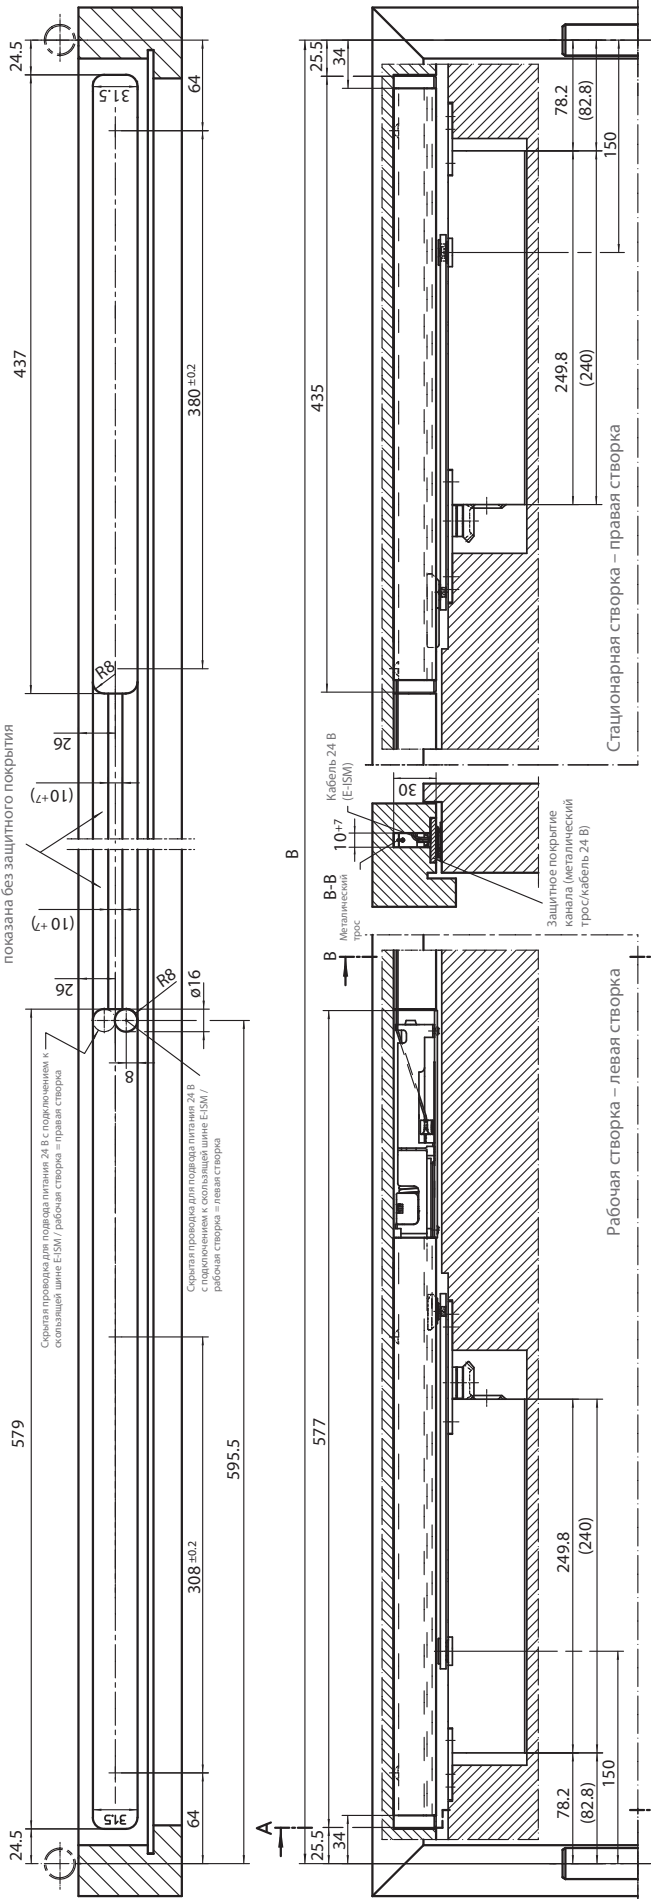 показана без защитного покрытия
24.5
579
437
24.5
Скрытая проводка для подвода питания 24 В с подключением к
скользящей шине E-ISM / рабочая створка = правая створка
Скрытая проводка для подвода питания 24 В
с подключением к скользящей шине E-ISM /
рабочая створка = левая створка
31.5
8
26
(10+7)
(10+7)
26
R8
31.5
R8
ø16
64
308 ±0.2
380 ±0.2
64
595.5
B
A
25.5
34
577
435
25.5
34
B
B-B
Металический
трос
10+7
30
Кабель 24 В
(E-ISM)
Защитное покрытие
канала (металический
трос/кабель 24 В)
78.2
(82.8)
150
249.8
(240)
Рабочая створка – левая створка
249.8
(240)
78.2
(82.8)
150
Стационарная створка – правая створка